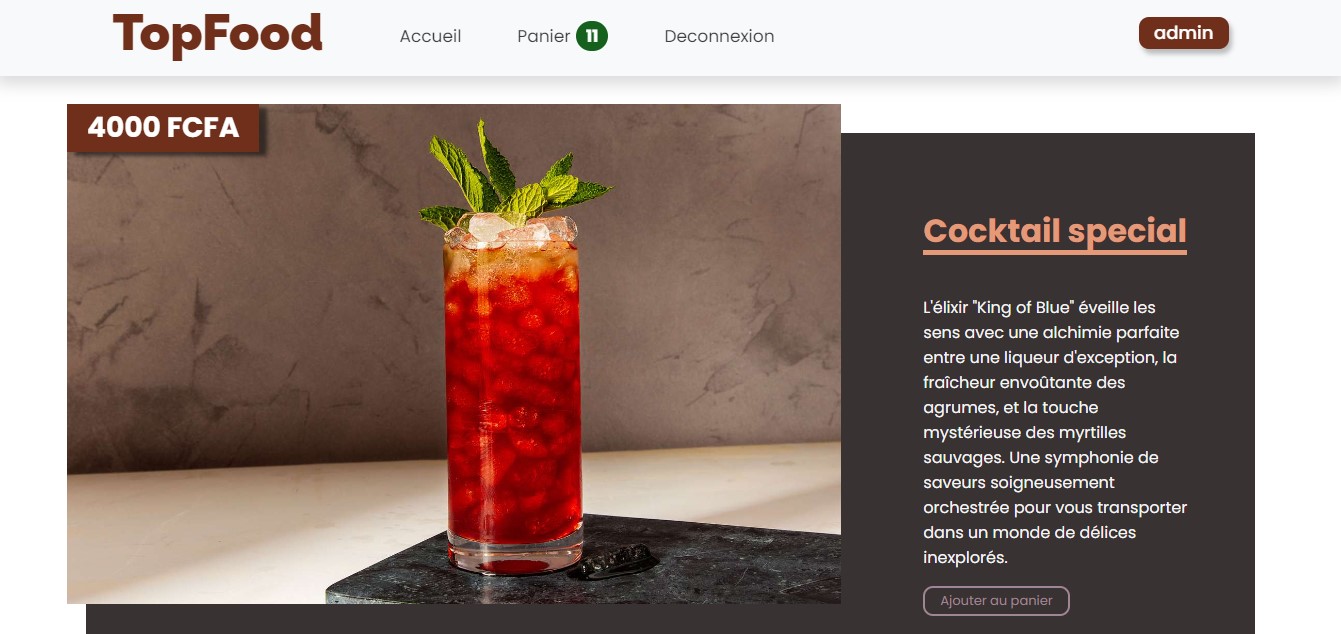 TopFood
Accueil
Panier 11
Deconnexion
admin
4000 FCFA
Cocktail special
L'élixir "King of Blue" éveille les
sens avec une alchimie parfaite
entre une liqueur d'exception, la
fraîcheur envoûtante des
agrumes, et la touche
mystérieuse des myrtilles
sauvages. Une symphonie de
saveurs soigneusement
orchestrée pour vous transporter
dans un monde de délices
inexplorés.
Ajouter au panier